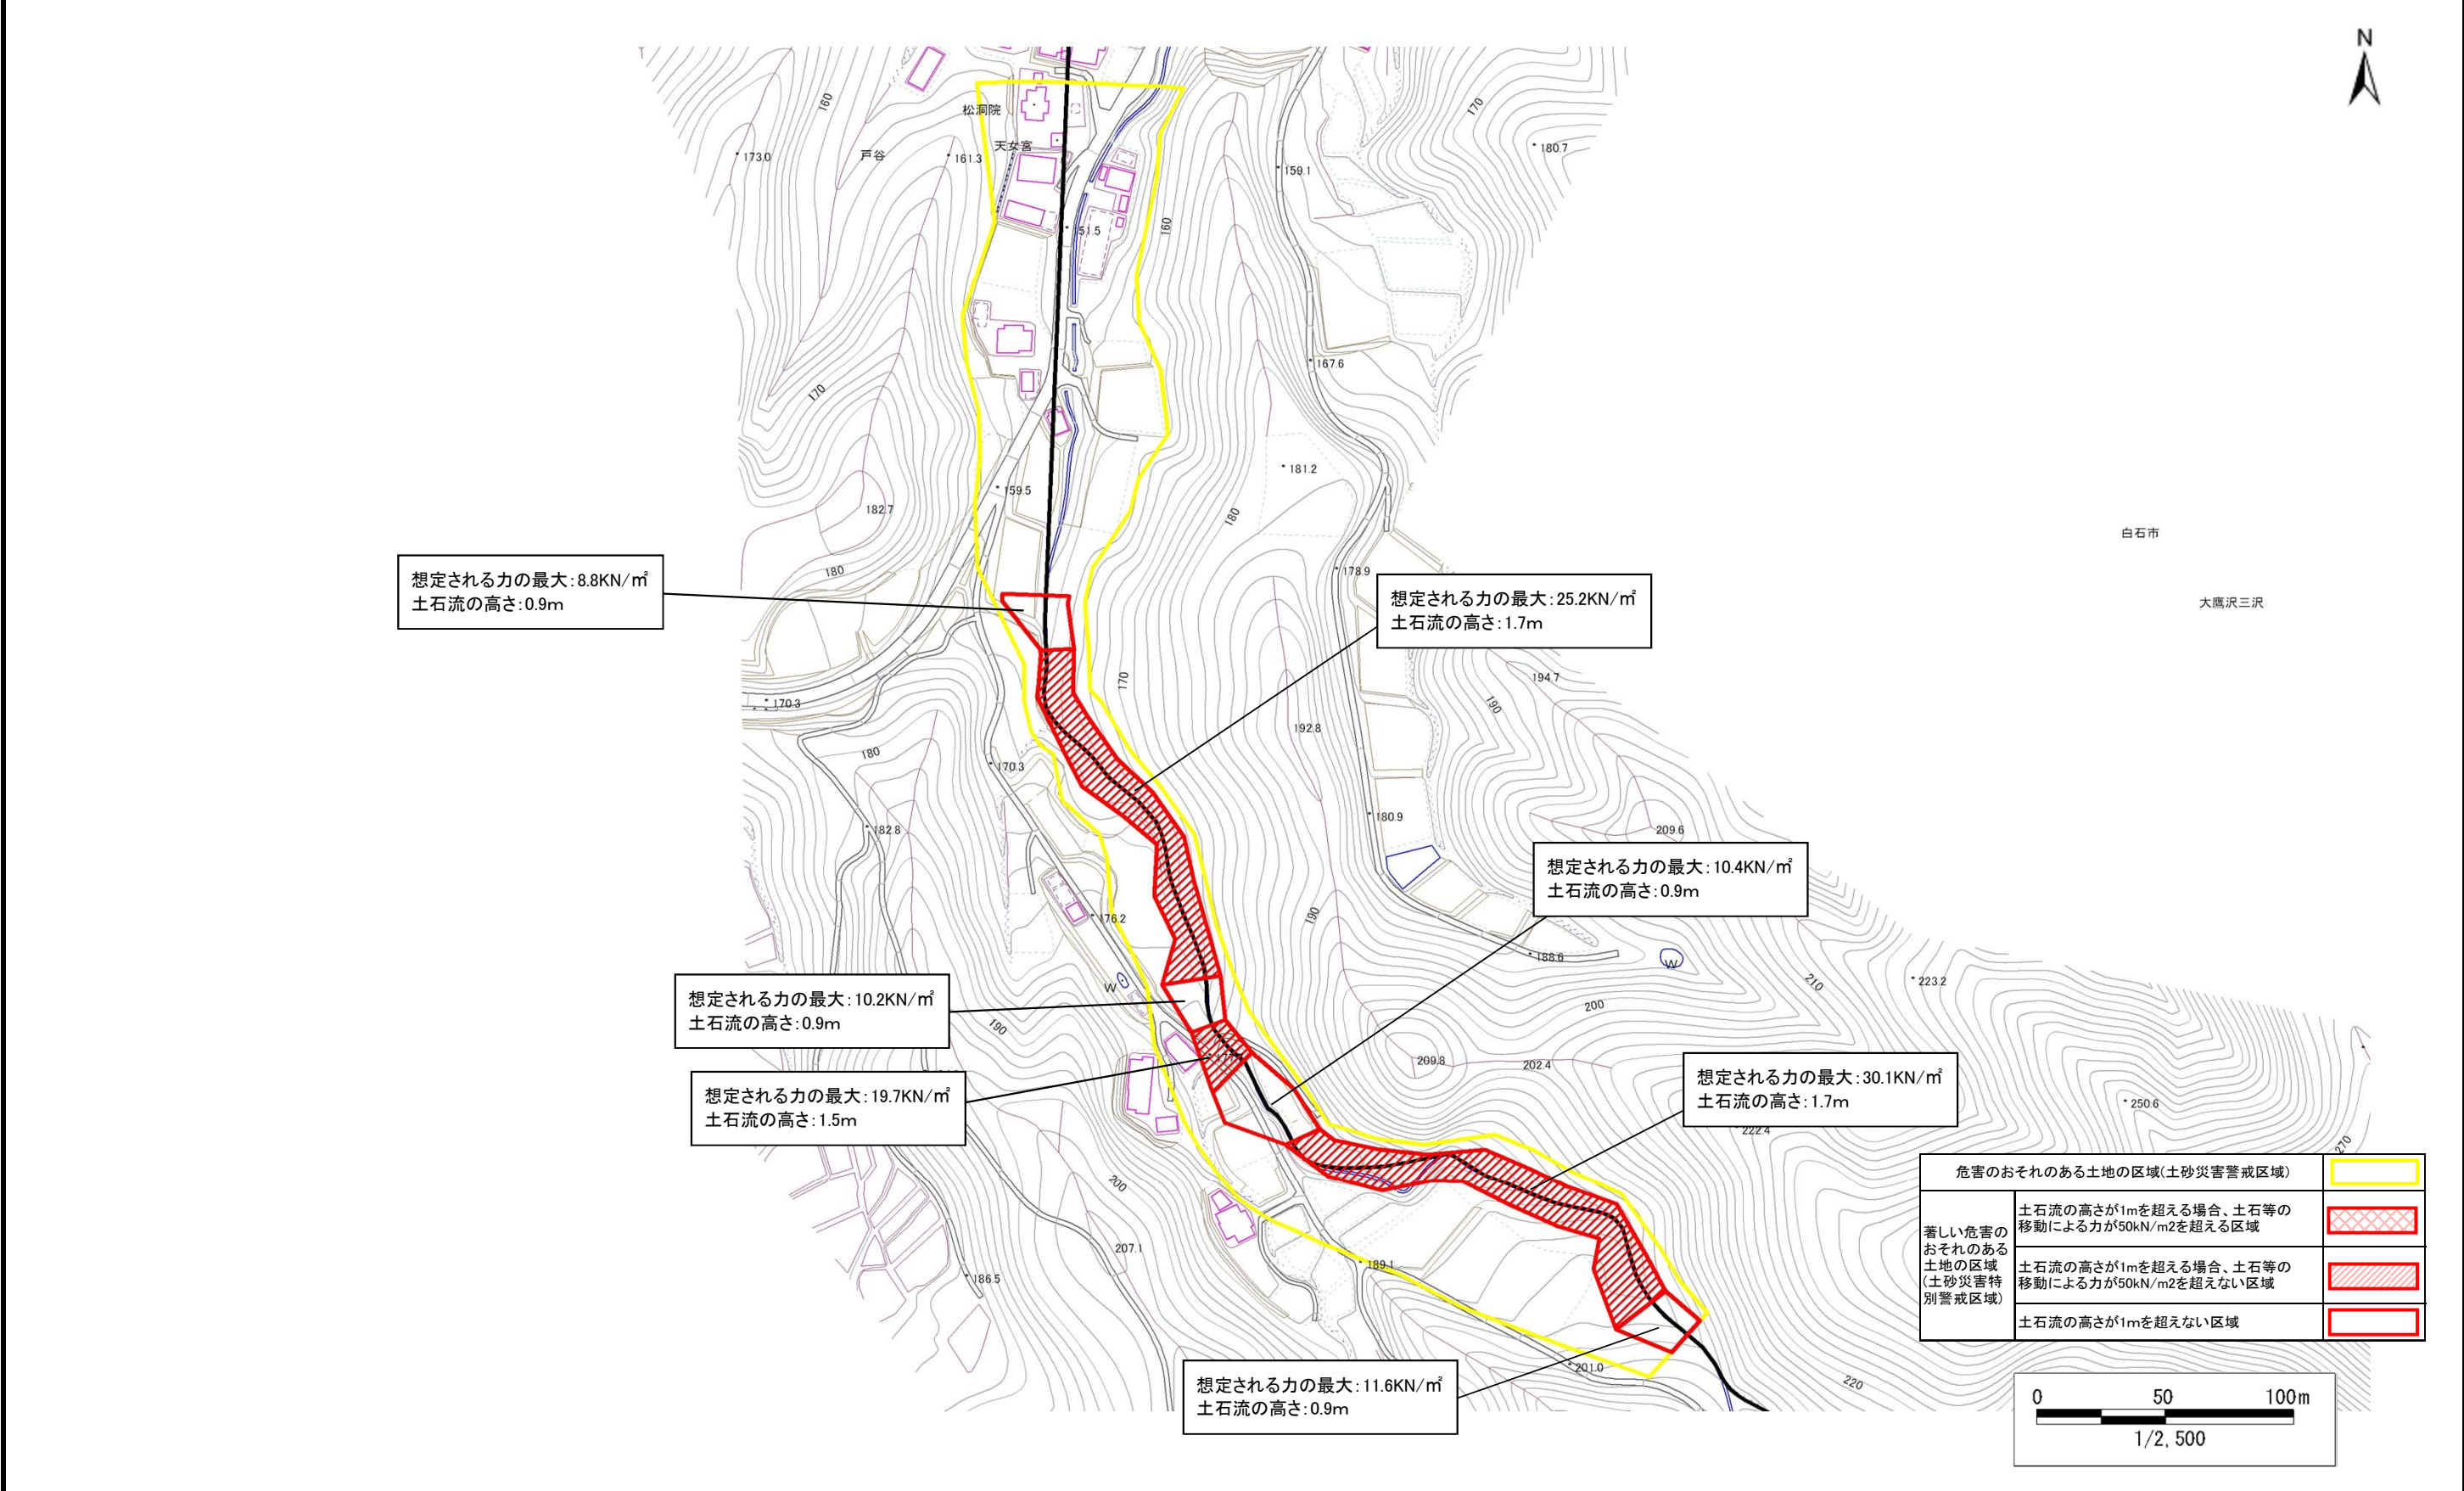 N
160
松洞院
170
天女宮
173.0
戸谷
161.3
180.7
159.1
160
167.6
170
181.2
159.5
182.7
180
白石市
180
178.9
大鷹沢三沢
想定される力の最大:8.8KN/㎡
土石流の高さ:0.9m
想定される力の最大:25.2KN/㎡
土石流の高さ:1.7m
170
194.7
190
170.3
192.8
180
170.3
180.9
182.8
209.6
想定される力の最大:10.4KN/㎡
土石流の高さ:0.9m
176.2
190
188.6
W
W
210
223.2
想定される力の最大:10.2KN/㎡
土石流の高さ:0.9m
200
190
209.8
202.4
想定される力の最大:19.7KN/㎡
土石流の高さ:1.5m
想定される力の最大:30.1KN/㎡
土石流の高さ:1.7m
250.6
222.4
270
200
207.1
189.1
186.5
危害のおそれのある土地の区域(土砂災害警戒区域)
著しい危害の
おそれのある
土地の区域
(土砂災害特
別警戒区域)
土石流の高さが1mを超える場合、土石等の
移動による力が50kN/m2を超える区域
土石流の高さが1mを超える場合、土石等の
移動による力が50kN/m2を超えない区域
土石流の高さが1mを超えない区域
201.0
220
想定される力の最大:11.6KN/㎡
土石流の高さ:0.9m
0 50 100m
1/2,500